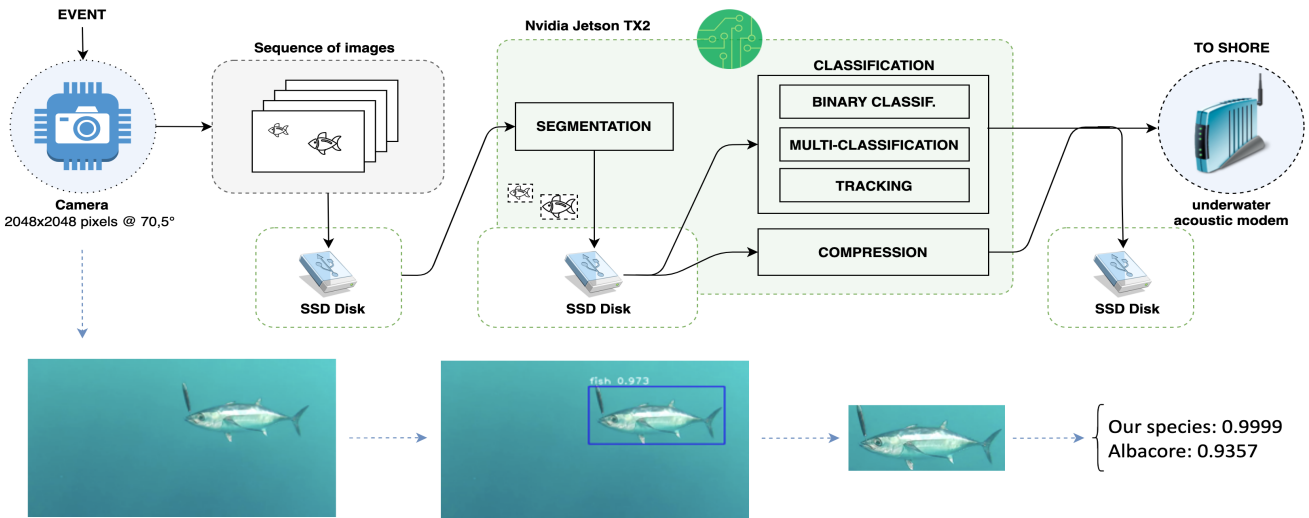 EVENT
Camera
2048x2048 pixels @ 70,5°
Sequence of images
SSD Disk
Nvidia Jetson TX2
SEGMENTATION
SSD Disk
CLASSIFICATION
BINARY CLASSIF.
MULTI-CLASSIFICATION
TRACKING
COMPRESSION
TO SHORE
underwater
acoustic modem
SSD Disk
fish 0.973
Our species: 0.9999
Albacore: 0.9357